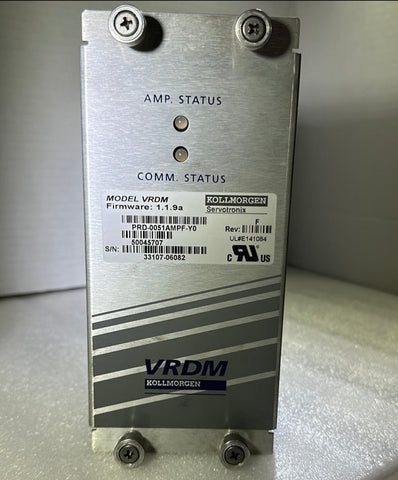 AMP. STATUS
COMM. STATUS
MODEL VRDM
Firmware: 1.1.9a
KOLLMORGEN
Servotronix
PRD-0051AMPF-Y0
50045707
S/N:
33107-06082
F
Rev:
UL#E141084
C UL US
VRDM
KOLLMORGEN